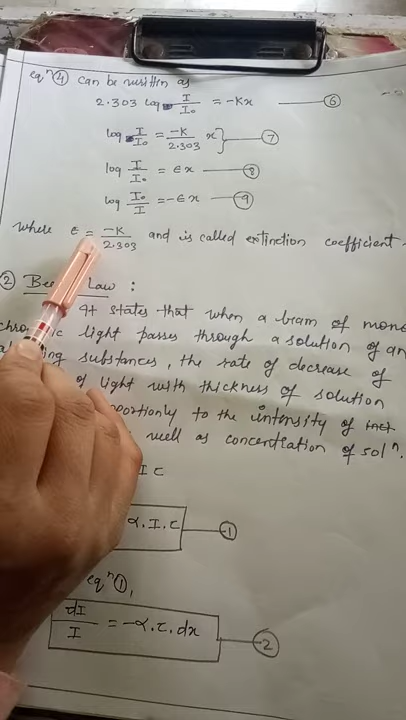 eqⁿ ④ can be written as
2.303 log I/I₀ = -Kx —— ⑥
log I/I₀ = -K/2.303 x} —— ⑦
log I/I₀ = ϵx —— ⑧
log I₀/I = -ϵx —— ⑨
where ϵ = -K/2.303 and is called extinction coefficient
② Law :
It states that when a beam of mono
light passes through a solution of an
substances, the rate of decrease of
of light with thickness of solution
to the intensity of
well as concentration of solⁿ.
I C
α.I.C —— ①
eqⁿ ①,
dI/I = -α.c.dx —— ②